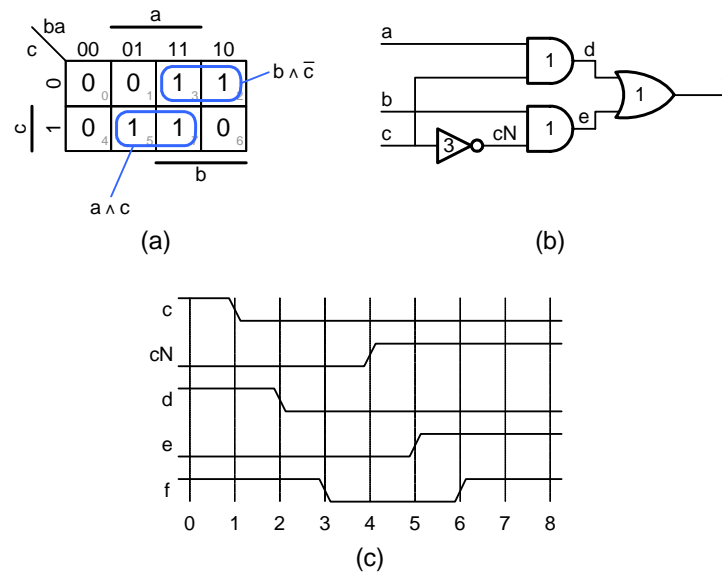 a
ba
c
00 01 11 10
0 0 0 0 1 1 3 1 2
b ∧ c̅
c 1 0 4 1 5 1 7 0 6
b
a ∧ c
(a)
a
1 d
b 1
c 3 cN 1 e
(b)
c
cN
d
e
f
0 1 2 3 4 5 6 7 8
(c)